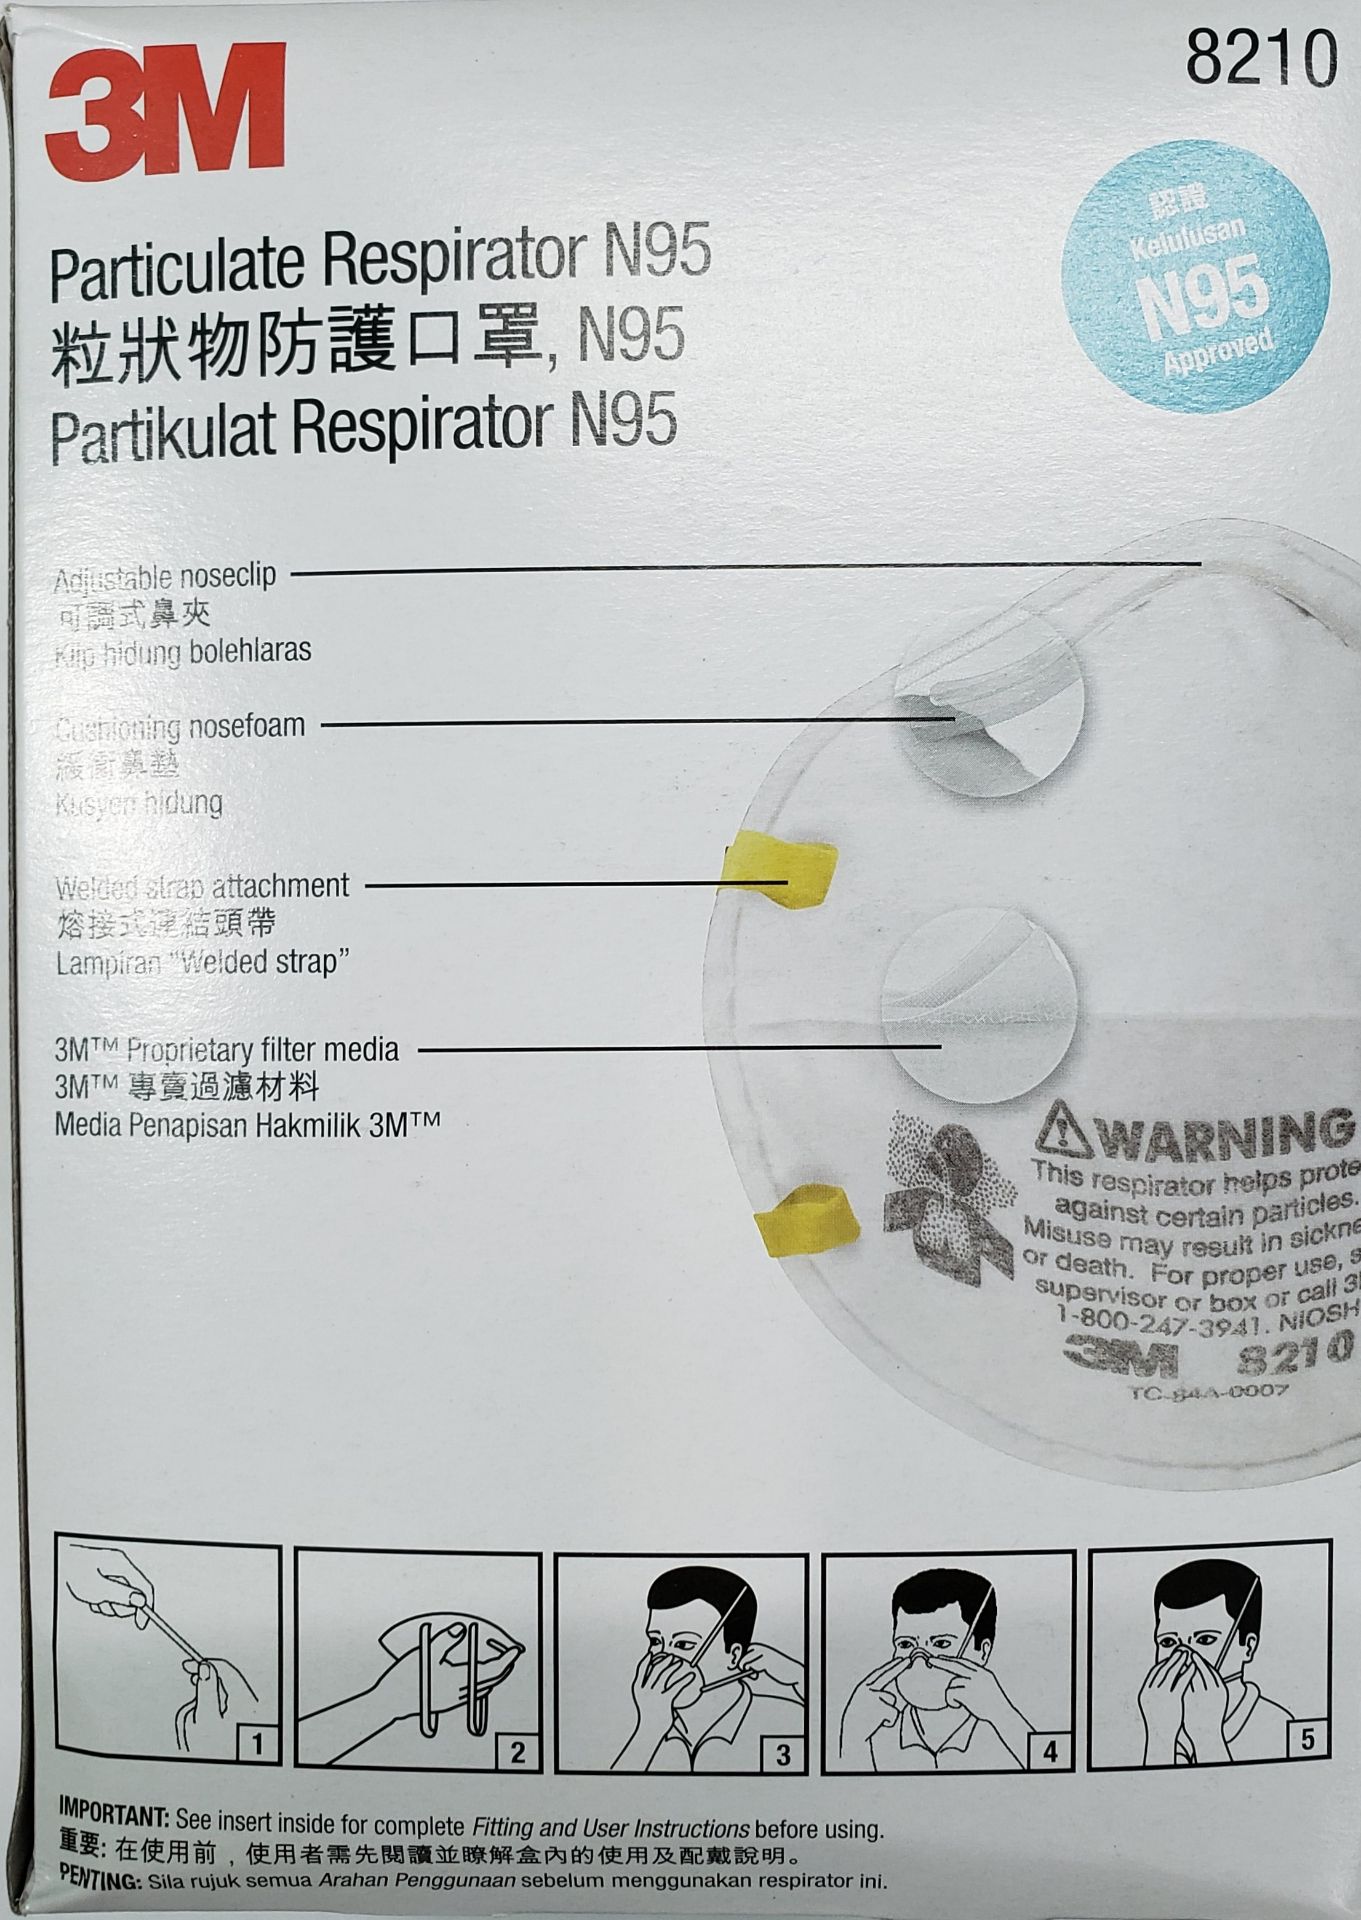 3M
8210
認證
Kelulusan
N95
Approved
Particulate Respirator N95
粒狀物防護口罩, N95
Partikulat Respirator N95
Adjustable noseclip
可調式鼻夾
Klip hidung bolehlaras
Cushioning nosefoam
緩衝鼻墊
Kusyen hidung
Welded strap attachment
熔接式連結頭帶
Lampiran "Welded strap"
3M™ Proprietary filter media
3M™ 專賣過濾材料
Media Penapisan Hakmilik 3M™
WARNING
This respirator helps prote
against certain particles.
Misuse may result in sickne
or death. For proper use, s
supervisor or box or call 3
1-800-247-3941. NIOSH
3M 8210
TC-84A-0007
1
2
3
4
5
IMPORTANT: See insert inside for complete Fitting and User Instructions before using.
重要: 在使用前，使用者需先閱讀並瞭解盒內的使用及配戴說明。
PENTING: Sila rujuk semua Arahan Penggunaan sebelum menggunakan respirator ini.